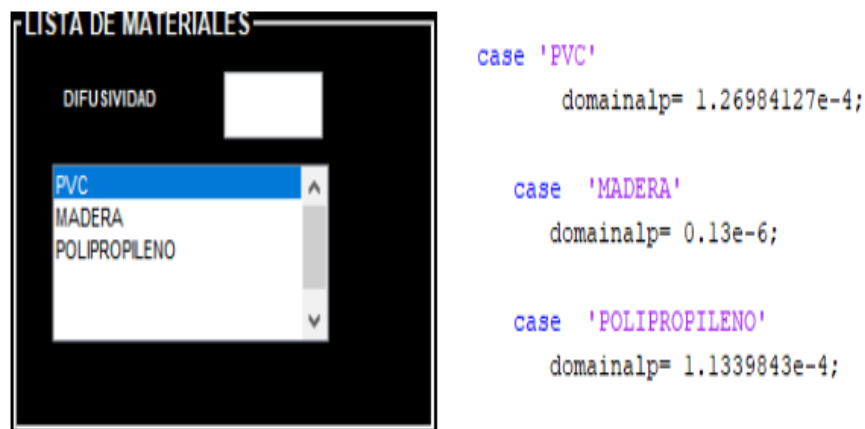 LISTA DE MATERIALES
DIFUSIVIDAD
PVC
MADERA
POLIPROPILENO
case 'PVC'
domainalp= 1.26984127e-4;
case 'MADERA'
domainalp= 0.13e-6;
case 'POLIPROPILENO'
domainalp= 1.1339843e-4;